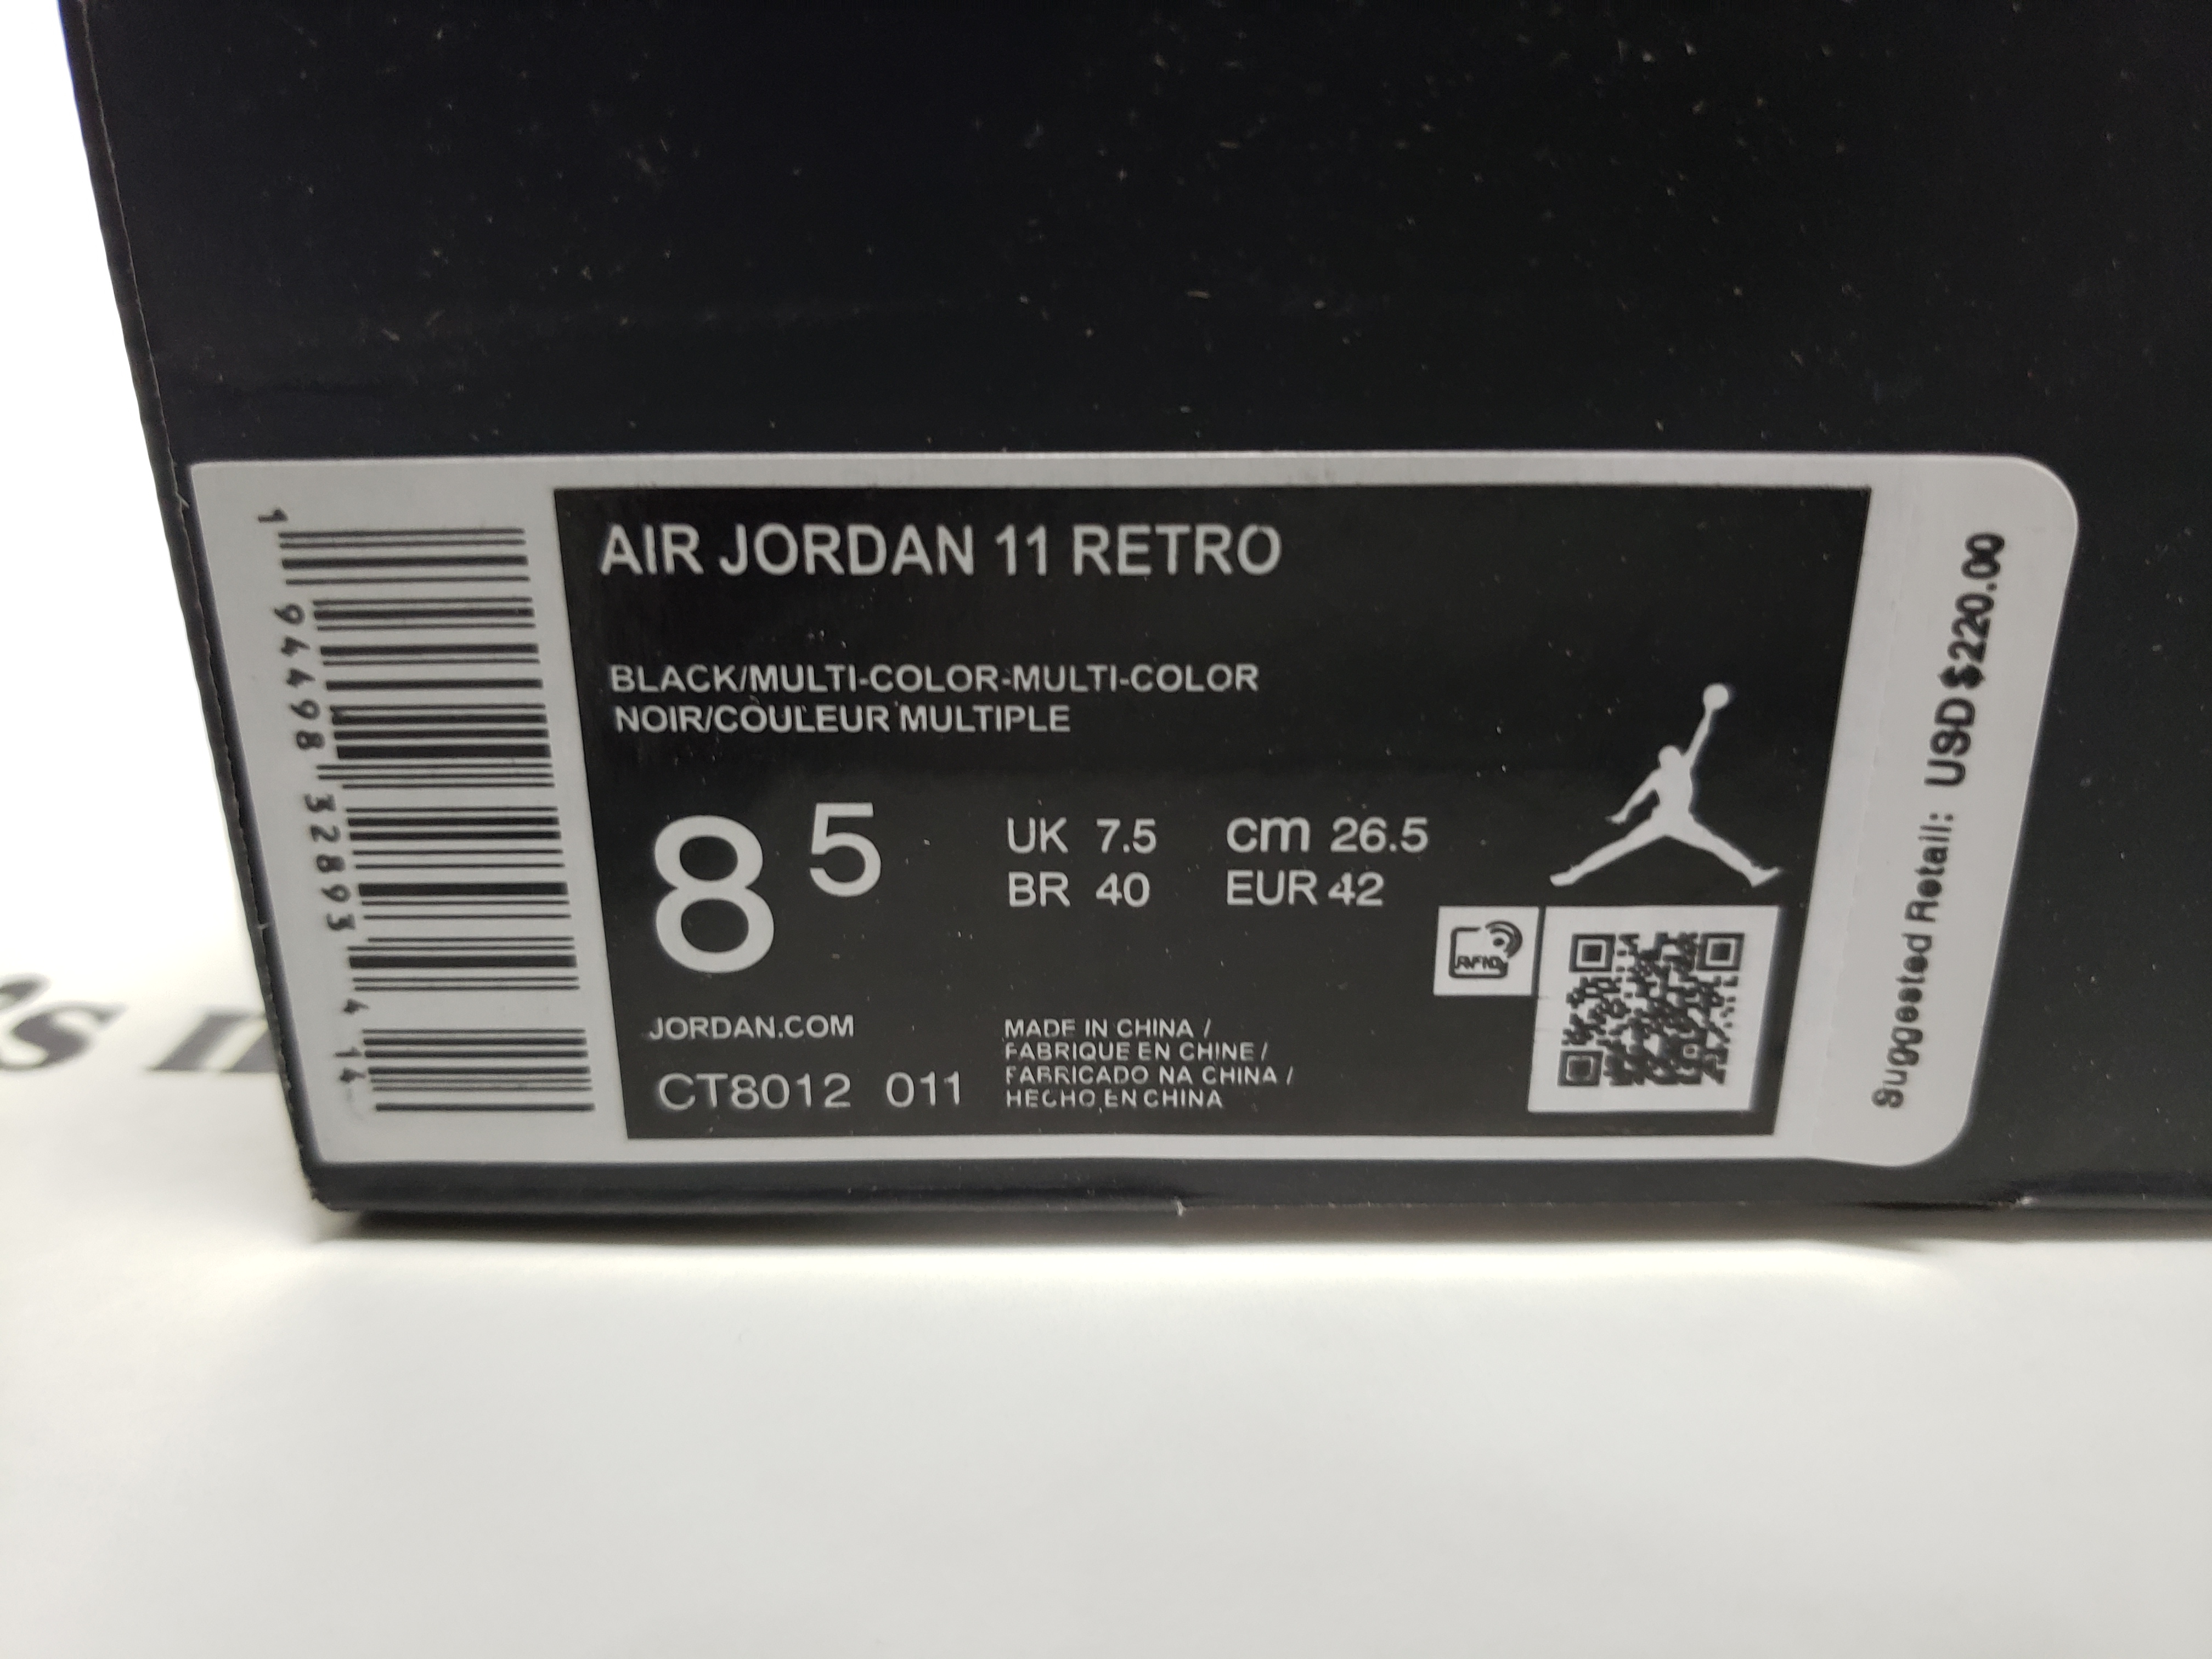 AIR JORDAN 11 RETRO
BLACK/MULTI-COLOR-MULTI-COLOR
NOIR/COULEUR MULTIPLE
8 5
UK 7.5 cm 26.5
BR 40 EUR 42
JORDAN.COM
CT8012 011
MADE IN CHINA /
FABRIQUE EN CHINE /
FABRICADO NA CHINA /
HECHO EN CHINA
RFID
1 94498 32893 4 14
Suggested Retail: USD $220.00
's